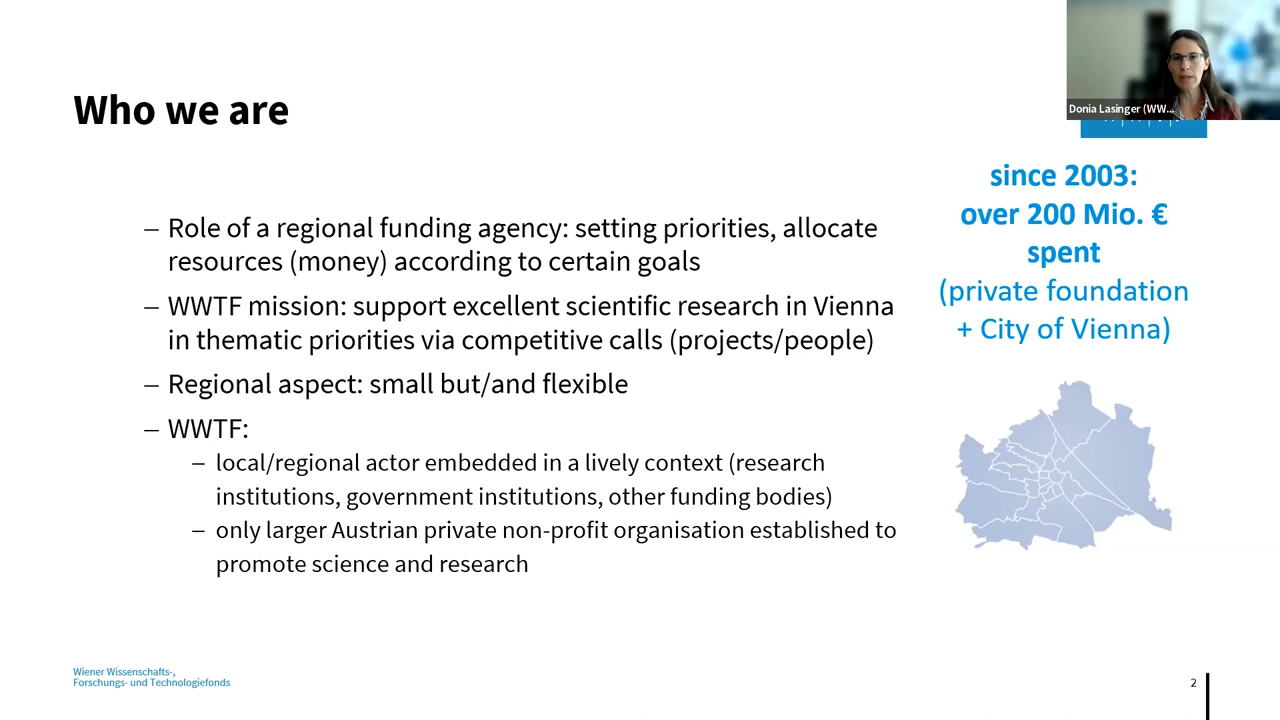 Donia Lasinger (WW...
Who we are
since 2003:
over 200 Mio. €
spent
(private foundation
+ City of Vienna)
– Role of a regional funding agency: setting priorities, allocate
resources (money) according to certain goals
– WWTF mission: support excellent scientific research in Vienna
in thematic priorities via competitive calls (projects/people)
– Regional aspect: small but/and flexible
– WWTF:
– local/regional actor embedded in a lively context (research
institutions, government institutions, other funding bodies)
– only larger Austrian private non-profit organisation established to
promote science and research
Wiener Wissenschafts-,
Forschungs- und Technologiefonds
2